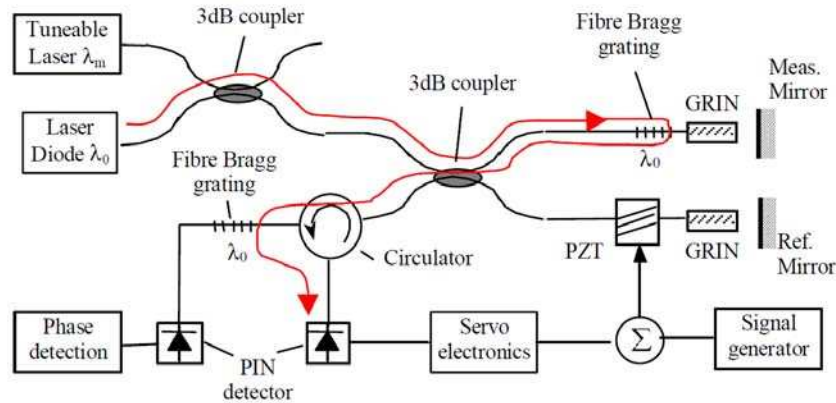 Tuneable
Laser λm
3dB coupler
Fibre Bragg
grating
Meas.
Mirror
3dB coupler
GRIN
Laser
Diode λ0
Fibre Bragg
grating
λ0
λ0
Circulator
PZT
GRIN
Ref.
Mirror
Phase
detection
PIN
detector
Servo
electronics
Σ
Signal
generator